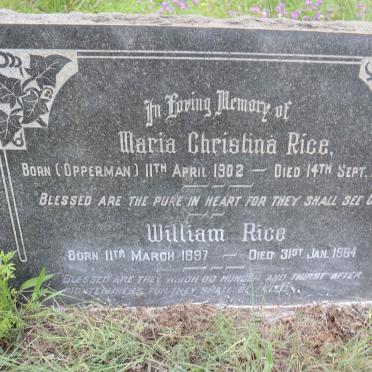 In Loving Memory of
Maria Christina Rice,
BORN (OPPERMAN) 11TH APRIL 1902 — DIED 14TH SEPT.
BLESSED ARE THE PURE IN HEART FOR THEY SHALL SEE
William Rice
BORN 11TH MARCH 1897 — DIED 31ST JAN. 1984
BLESSED ARE THEY WHICH DO HUNGER AND THIRST AFTER
FOR THEY SHALL BE